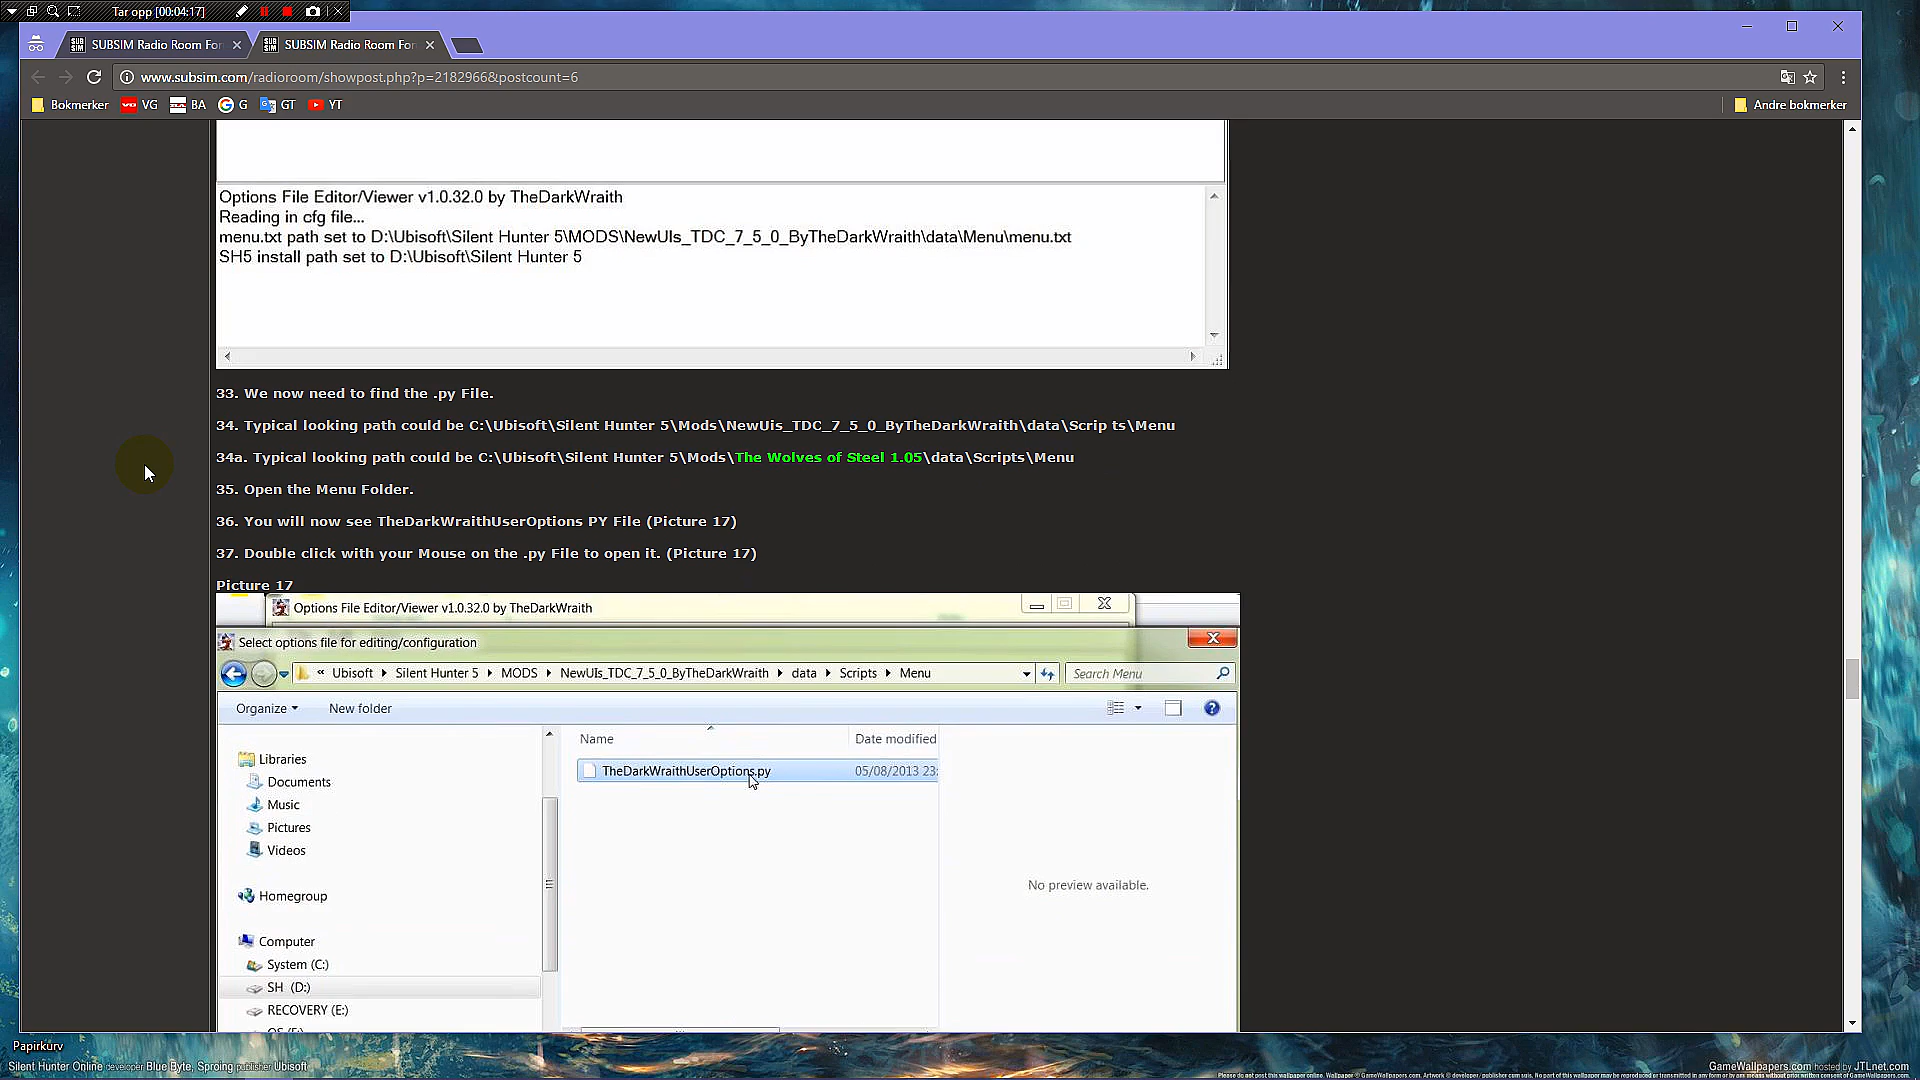 Tar opp [00:04:17]
SUBSIM Radio Room For
SUBSIM Radio Room For
www.subsim.com/radioroom/showpost.php?p=2182966&postcount=6
Bokmerker VG BA G GT YT Andre bokmerker
Options File Editor/Viewer v1.0.32.0 by TheDarkWraith
Reading in cfg file...
menu.txt path set to D:\Ubisoft\Silent Hunter 5\MODS\NewUIs_TDC_7_5_0_ByTheDarkWraith\data\Menu\menu.txt
SH5 install path set to D:\Ubisoft\Silent Hunter 5
33. We now need to find the .py File.
34. Typical looking path could be C:\Ubisoft\Silent Hunter 5\Mods\NewUis_TDC_7_5_0_ByTheDarkWraith\data\Scrip ts\Menu
34a. Typical looking path could be C:\Ubisoft\Silent Hunter 5\Mods\The Wolves of Steel 1.05\data\Scripts\Menu
35. Open the Menu Folder.
36. You will now see TheDarkWraithUserOptions PY File (Picture 17)
37. Double click with your Mouse on the .py File to open it. (Picture 17)
Picture 17
Options File Editor/Viewer v1.0.32.0 by TheDarkWraith
Select options file for editing/configuration
« Ubisoft Silent Hunter 5 MODS NewUIs_TDC_7_5_0_ByTheDarkWraith data Scripts Menu Search Menu
Organize New folder
Name Date modified
TheDarkWraithUserOptions.py 05/08/2013 23:
Libraries
Documents
Music
Pictures
Videos
No preview available.
Homegroup
Computer
System (C:)
SH (D:)
RECOVERY (E:)
Papirkurv
Silent Hunter Online developer Blue Byte, Sproing publisher Ubisoft
GameWallpapers.com hosted by JTLnet.com